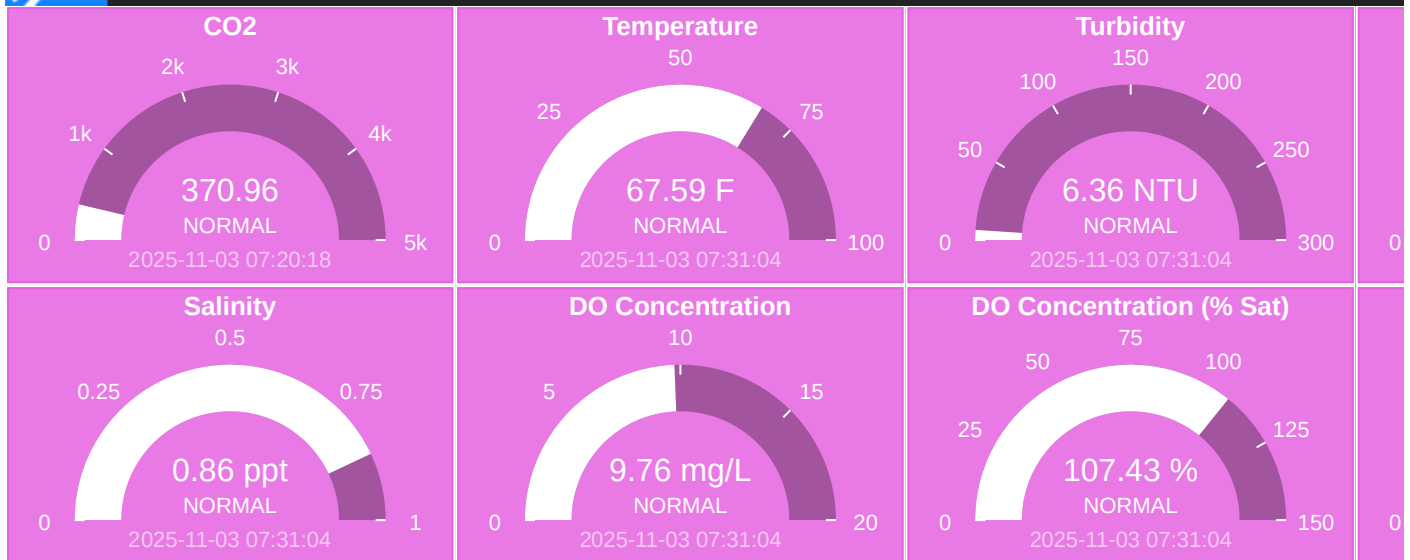 CO2
2k 3k
1k 4k
370.96
NORMAL
0 5k
2025-11-03 07:20:18
Temperature
50
25 75
67.59 F
NORMAL
0 100
2025-11-03 07:31:04
Turbidity
150
100 200
50 250
6.36 NTU
NORMAL
0 300
2025-11-03 07:31:04
0
Salinity
0.5
0.25 0.75
0.86 ppt
NORMAL
0 1
2025-11-03 07:31:04
DO Concentration
10
5 15
9.76 mg/L
NORMAL
0 20
2025-11-03 07:31:04
DO Concentration (% Sat)
75
50 100
25 125
107.43 %
NORMAL
0 150
2025-11-03 07:31:04
0